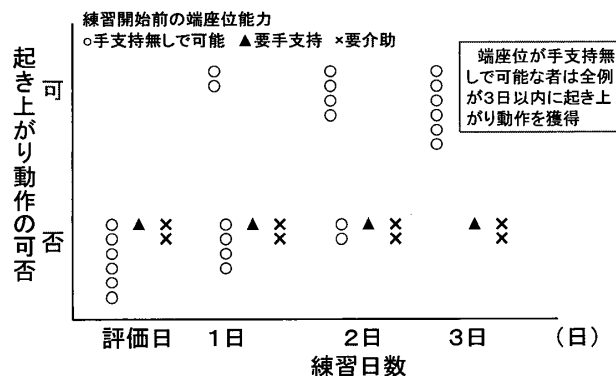 練習開始前の端座位能力
○手支持無しで可能 ▲要手支持 ×要介助
端座位が手支持無
しで可能な者は全例
が3日以内に起き上
がり動作を獲得
起き上がり動作の可否
可
否
評価日 1日 2日 3日 (日)
練習日数